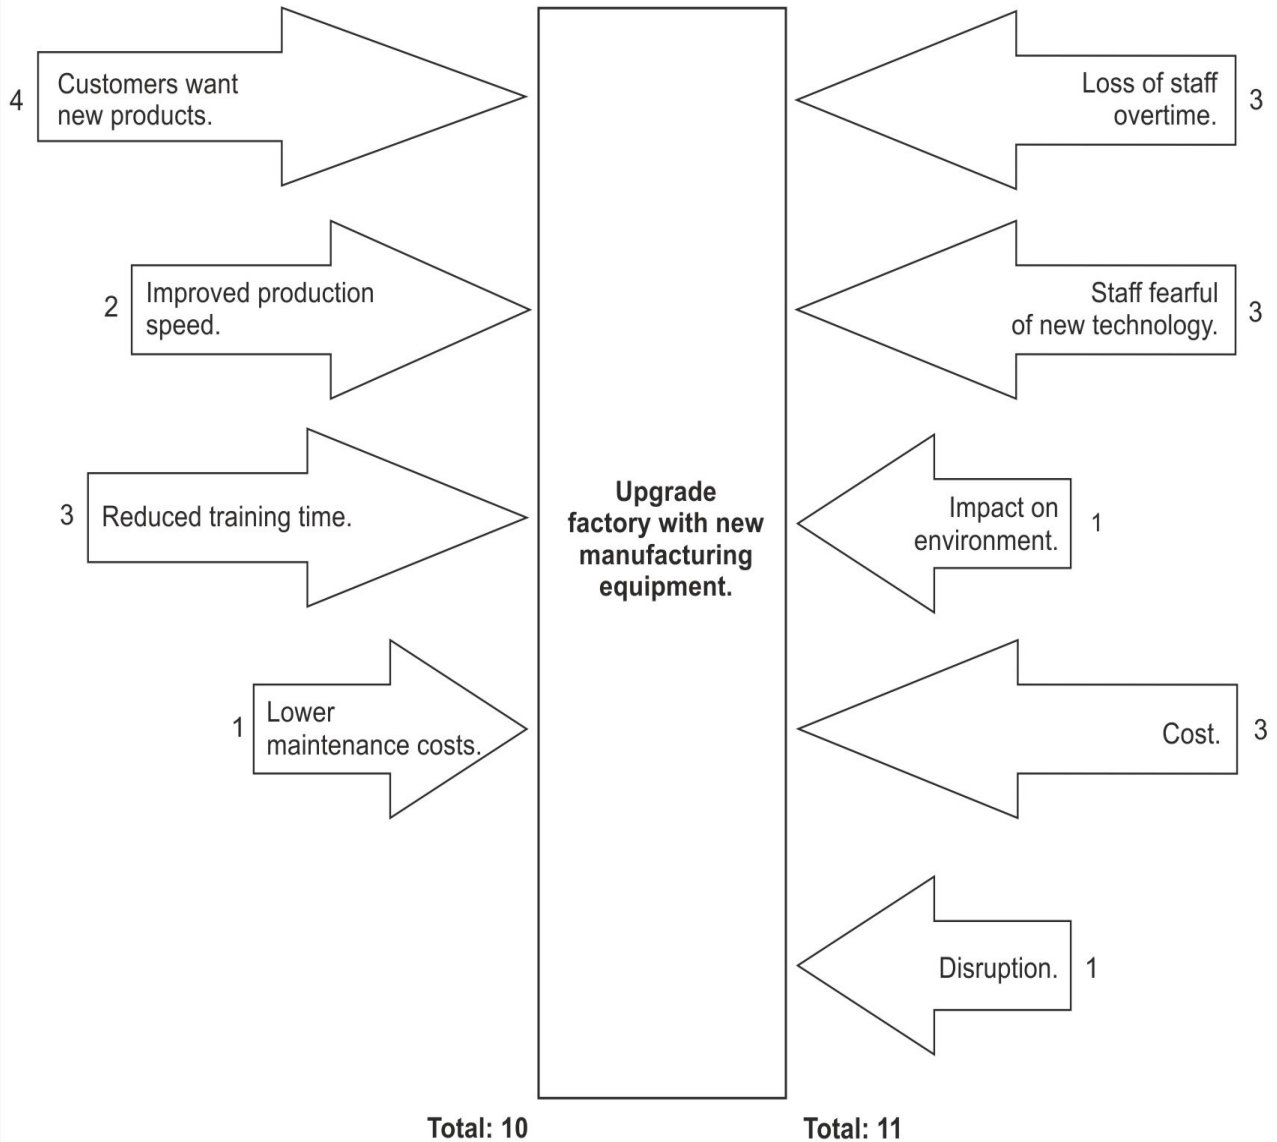 4
Customers want
new products.
2
Improved production
speed.
3
Reduced training time.
1
Lower
maintenance costs.
Upgrade
factory with new
manufacturing
equipment.
Loss of staff
overtime.
3
Staff fearful
of new technology.
3
Impact on
environment.
1
Cost.
3
Disruption.
1
Total: 10
Total: 11